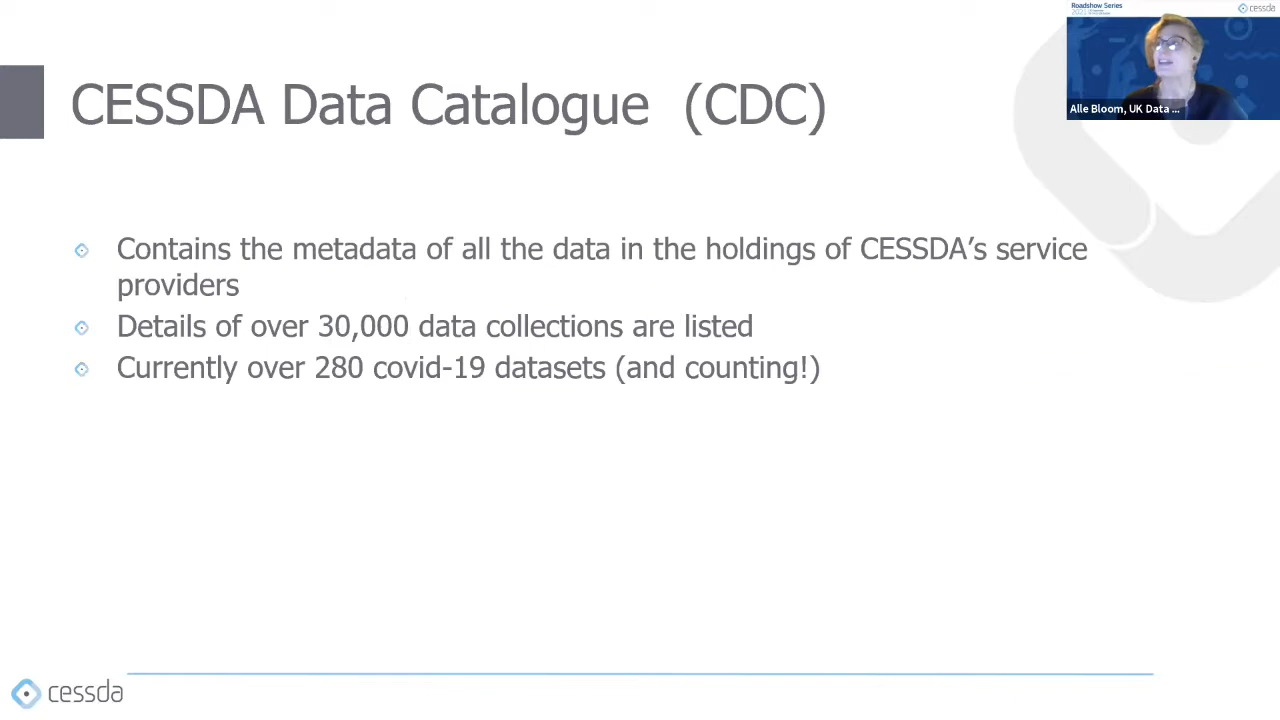 Roadshow Series
2021
cessda
CESSDA Data Catalogue (CDC)
Alle Bloom, UK Data ...
Contains the metadata of all the data in the holdings of CESSDA’s service
providers
Details of over 30,000 data collections are listed
Currently over 280 covid-19 datasets (and counting!)
cessda